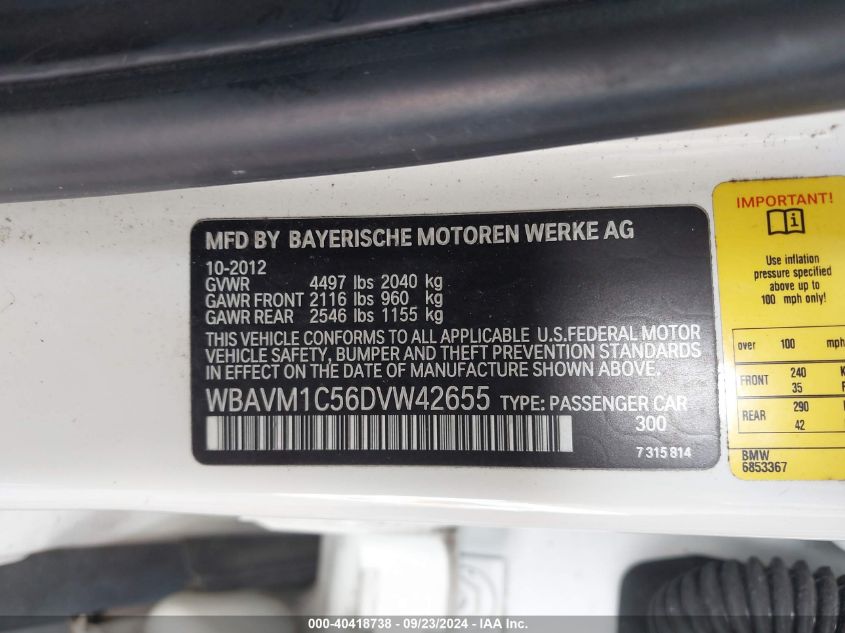 MFD BY BAYERISCHE MOTOREN WERKE AG
10-2012
GVWR 4497 lbs 2040 kg
GAWR FRONT 2116 lbs 960 kg
GAWR REAR 2546 lbs 1155 kg
THIS VEHICLE CONFORMS TO ALL APPLICABLE U.S.FEDERAL MOTOR
VEHICLE SAFETY, BUMPER AND THEFT PREVENTION STANDARDS
IN EFFECT ON THE DATE OF MANUFACTURE SHOWN ABOVE.
WBAVM1C56DVW42655 TYPE: PASSENGER CAR
300
7315814
IMPORTANT!
i
Use inflation
pressure specified
above up to
100 mph only!
over 100 mph
FRONT 240
35
REAR 290
42
BMW
6853367
000-40418738 - 09/23/2024 - IAA Inc.